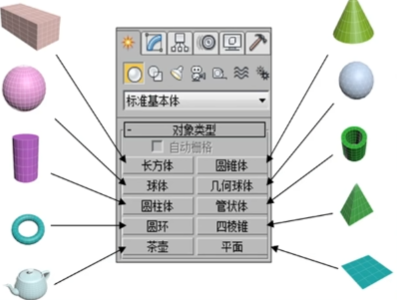 标准基本体
- 对象类型
自动栅格
长方体 圆锥体
球体 几何球体
圆柱体 管状体
圆环 四棱锥
茶壶 平面